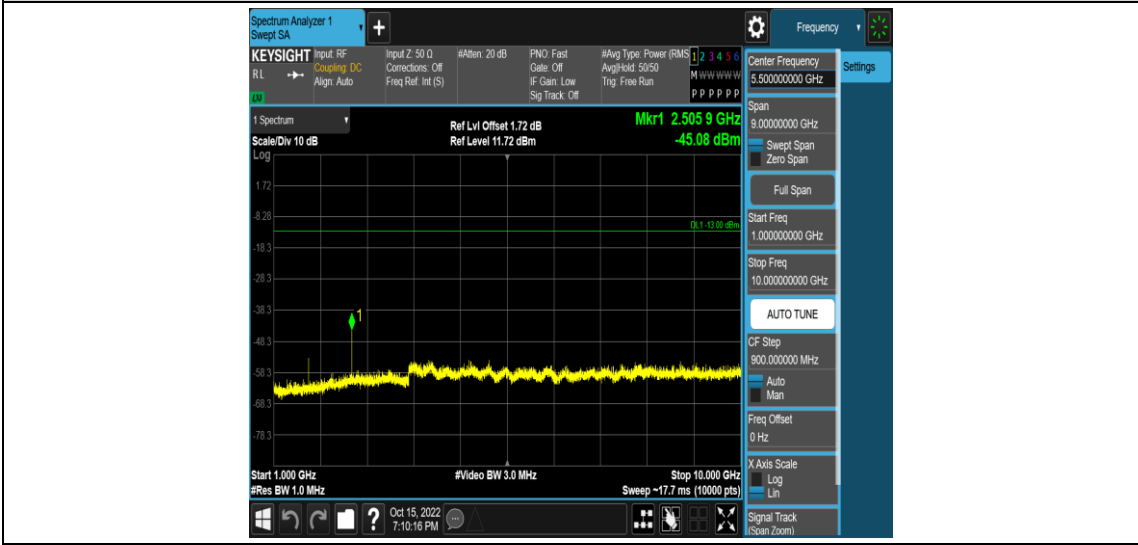 Spectrum Analyzer 1
Swept SA
+
Frequency
KEYSIGHT
R L
LM
Input: RF
Coupling: DC
Align: Auto
Input Z: 50 Ω
Corrections: Off
Freq Ref: Int (S)
#Atten: 20 dB
PNO: Fast
Gate: Off
IF Gain: Low
Sig Track: Off
#Avg Type: Power (RMS
Avg|Hold: 50/50
Trig: Free Run
1 2 3 4 5 6
M W W W W W
P P P P P P
1 Spectrum
Scale/Div 10 dB
Log
Ref Lvl Offset 1.72 dB
Ref Level 11.72 dBm
Mkr1 2.505 9 GHz
-45.08 dBm
1.72
-8.28
DL1 -13.00 dBm
-18.3
-28.3
-38.3
1
-48.3
-58.3
-68.3
-78.3
Start 1.000 GHz
#Video BW 3.0 MHz
Stop 10.000 GHz
#Res BW 1.0 MHz
Sweep ~17.7 ms (10000 pts)
?
Oct 15, 2022
7:10:16 PM
Center Frequency
5.500000000 GHz
Settings
Span
9.00000000 GHz
Swept Span
Zero Span
Full Span
Start Freq
1.000000000 GHz
Stop Freq
10.000000000 GHz
AUTO TUNE
CF Step
900.000000 MHz
Auto
Man
Freq Offset
0 Hz
X Axis Scale
Log
Lin
Signal Track
(Span Zoom)